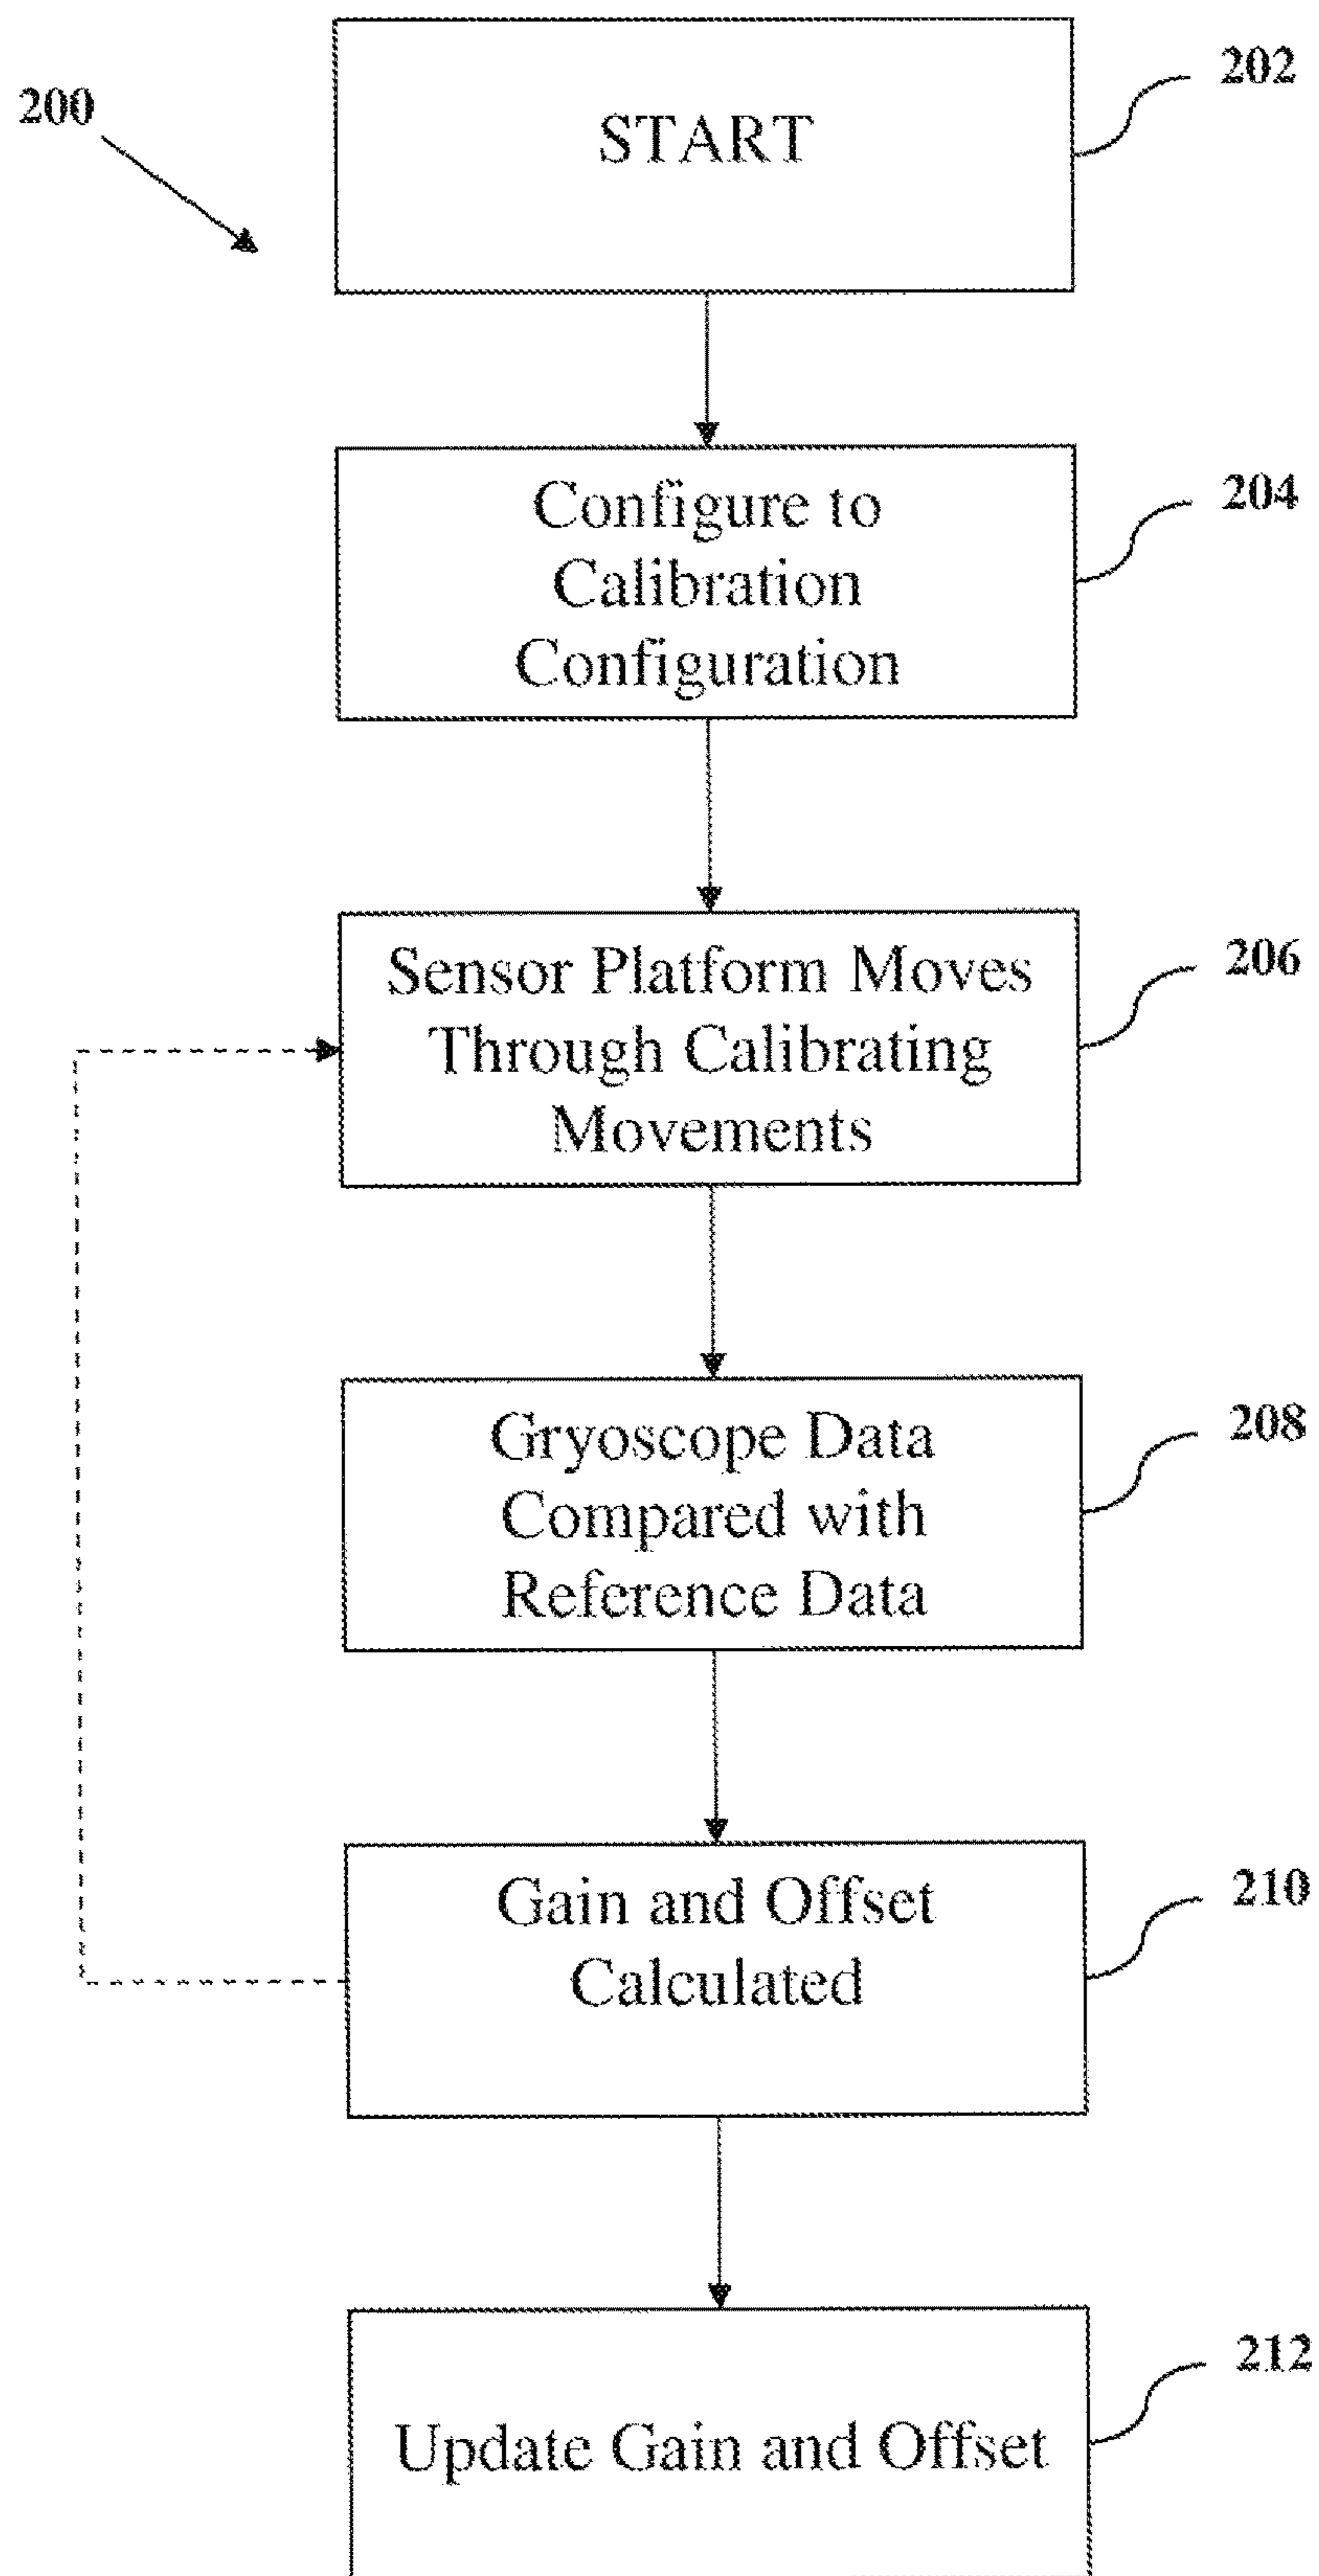 202
200
START
Configure to
204
Calibration
Configuration
Sensor Platform Moves
206
Through Calibrating
Movements
Gryoscope Data
208
Compared with
Reference Data
Gain and Offset
210
Calculated
212
Update Gain and Offset